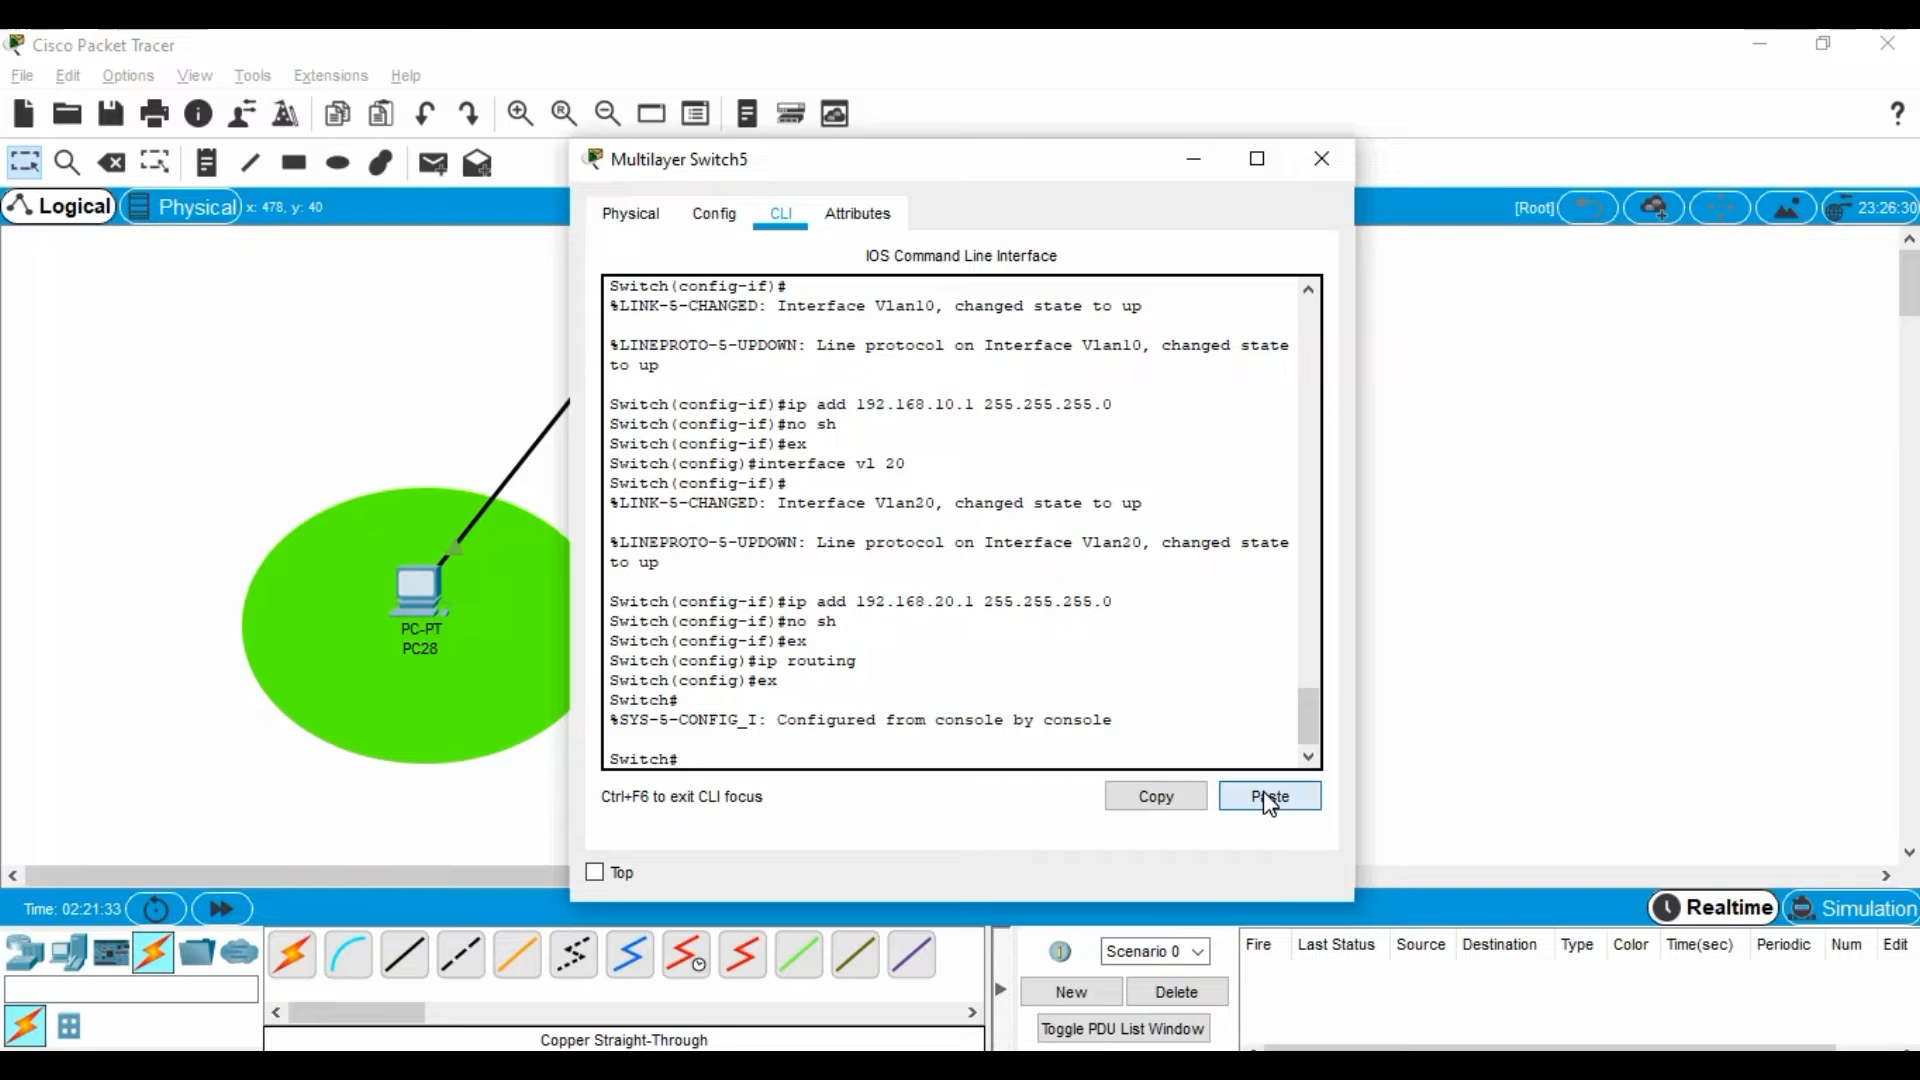 Cisco Packet Tracer
File Edit Options View Tools Extensions Help
?
Logical Physical x: 478, y: 40 [Root] 23:26:30
PC-PT
PC28
Multilayer Switch5
Physical Config CLI Attributes
IOS Command Line Interface
Switch(config-if)#
%LINK-5-CHANGED: Interface Vlan10, changed state to up
%LINEPROTO-5-UPDOWN: Line protocol on Interface Vlan10, changed state
to up
Switch(config-if)#ip add 192.168.10.1 255.255.255.0
Switch(config-if)#no sh
Switch(config-if)#ex
Switch(config)#interface vl 20
Switch(config-if)#
%LINK-5-CHANGED: Interface Vlan20, changed state to up
%LINEPROTO-5-UPDOWN: Line protocol on Interface Vlan20, changed state
to up
Switch(config-if)#ip add 192.168.20.1 255.255.255.0
Switch(config-if)#no sh
Switch(config-if)#ex
Switch(config)#ip routing
Switch(config)#ex
Switch#
%SYS-5-CONFIG_I: Configured from console by console
Switch#
Ctrl+F6 to exit CLI focus
Copy Paste
Top
Time: 02:21:33
Realtime Simulation
Scenario 0
New Delete
Toggle PDU List Window
Fire Last Status Source Destination Type Color Time(sec) Periodic Num Edit
Copper Straight-Through